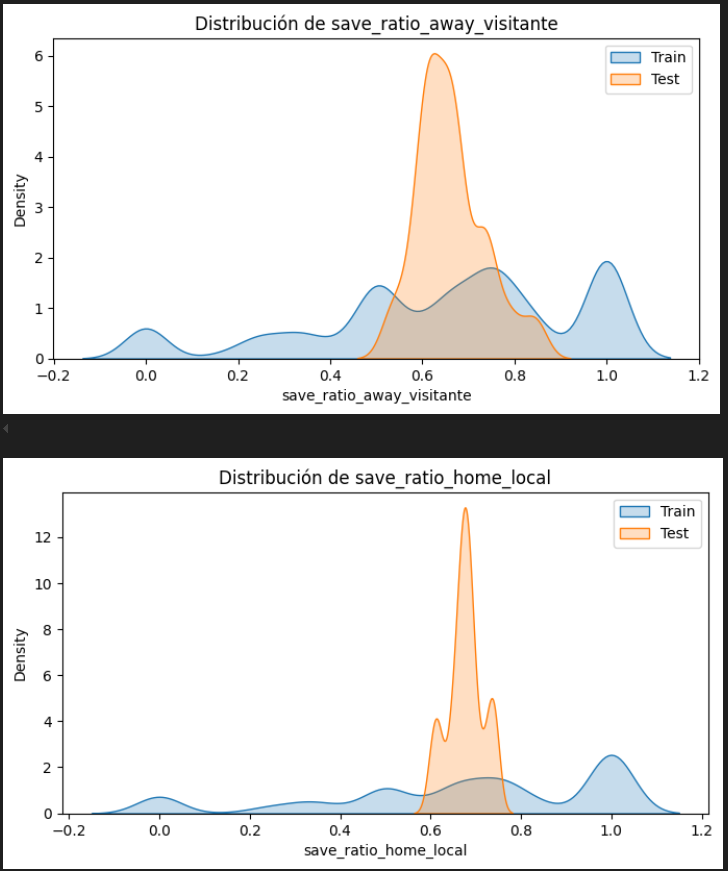 Distribución de save_ratio_away_visitante
Train
Test
6
5
4
3
2
1
0
Density
−0.2 0.0 0.2 0.4 0.6 0.8 1.0 1.2
save_ratio_away_visitante
Distribución de save_ratio_home_local
Train
Test
12
10
8
6
4
2
0
Density
−0.2 0.0 0.2 0.4 0.6 0.8 1.0 1.2
save_ratio_home_local